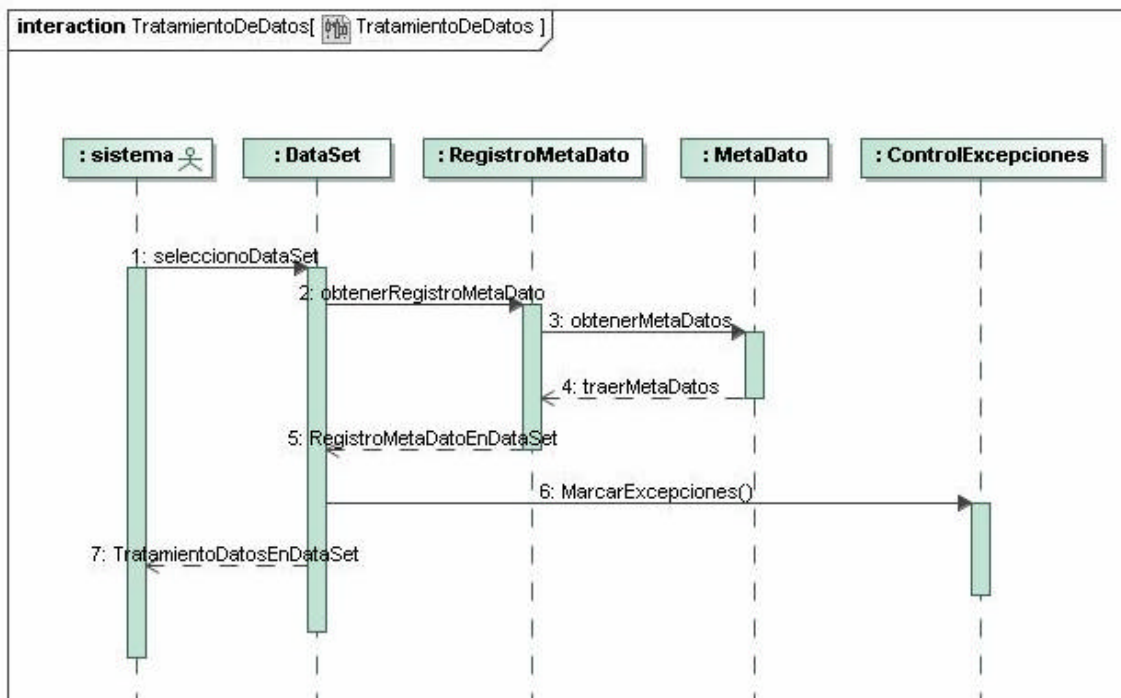 interaction TratamientoDeDatos[ TratamientoDeDatos ]
: sistema
: DataSet
: RegistroMetaDato
: MetaDato
: ControlExcepciones
1: seleccionoDataSet
2: obtenerRegistroMetaDato
3: obtenerMetaDatos
4: traerMetaDatos
5: RegistroMetaDatoEnDataSet
6: MarcarExcepciones()
7: TratamientoDatosEnDataSet